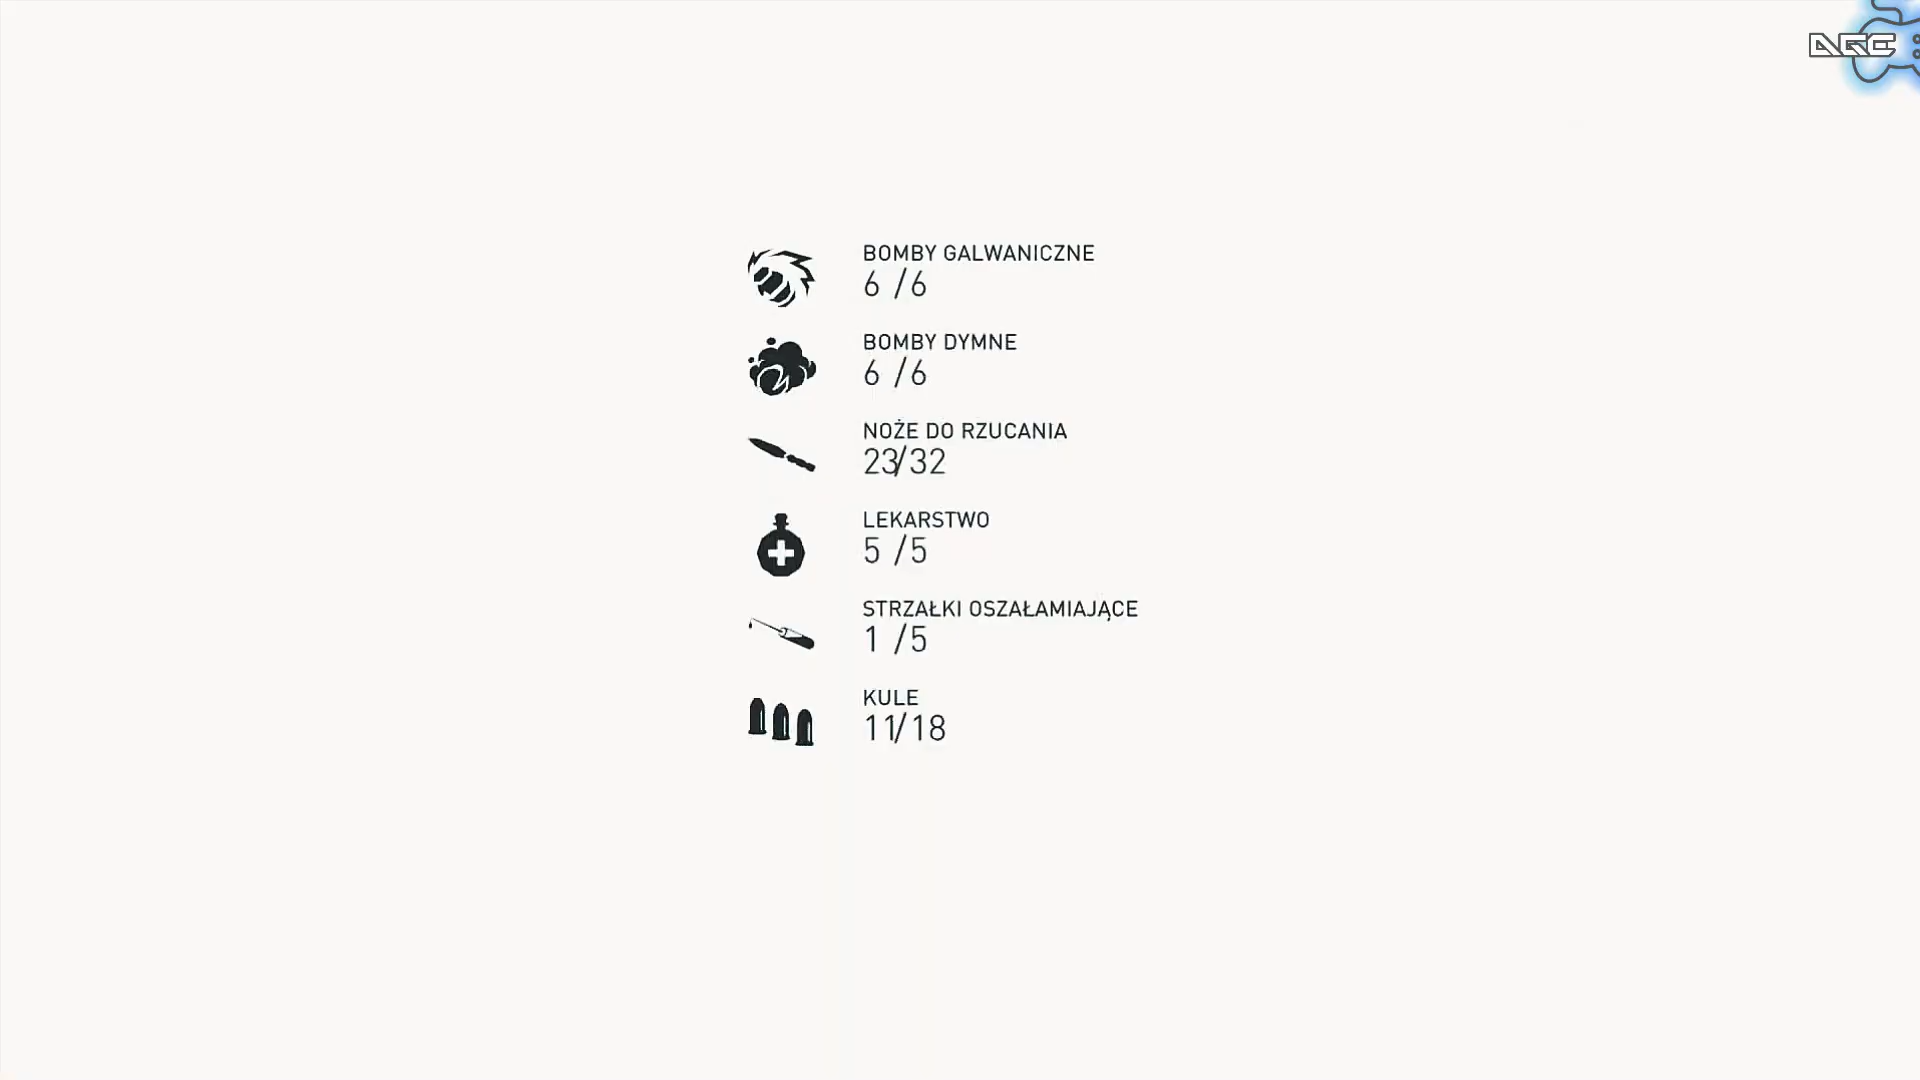 AGC
BOMBY GALWANICZNE
6 /6
BOMBY DYMNE
6 /6
NOŻE DO RZUCANIA
23/32
LEKARSTWO
5 /5
STRZAŁKI OSZAŁAMIAJĄCE
1 /5
KULE
11/18